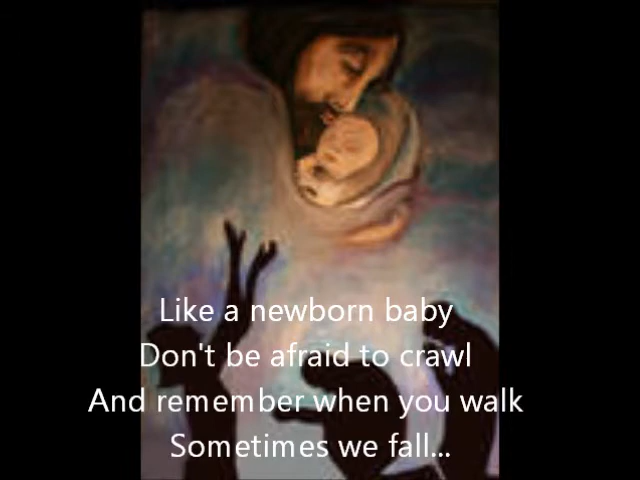 Like a newborn baby
Don't be afraid to crawl
And remember when you walk
Sometimes we fall...